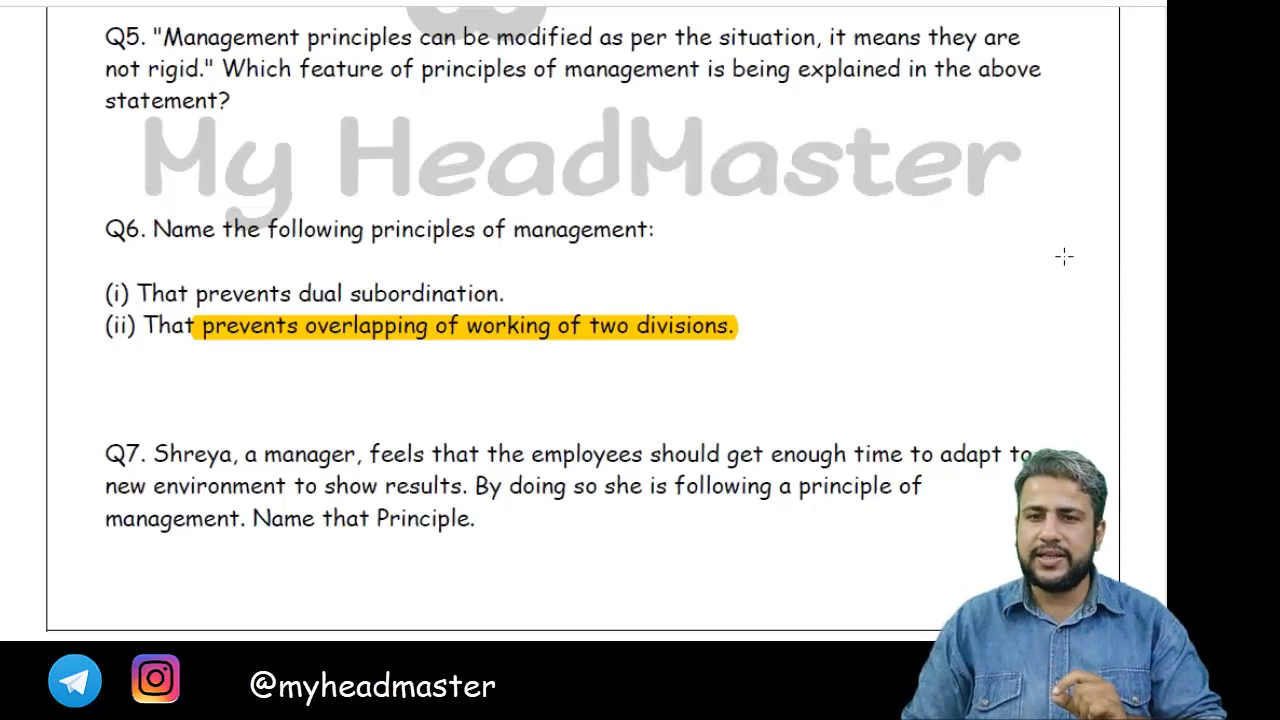 Q5. "Management principles can be modified as per the situation, it means they are
not rigid." Which feature of principles of management is being explained in the above
statement?
My HeadMaster
Q6. Name the following principles of management:
(i) That prevents dual subordination.
(ii) That prevents overlapping of working of two divisions.
Q7. Shreya, a manager, feels that the employees should get enough time to adapt to
new environment to show results. By doing so she is following a principle of
management. Name that Principle.
@myheadmaster